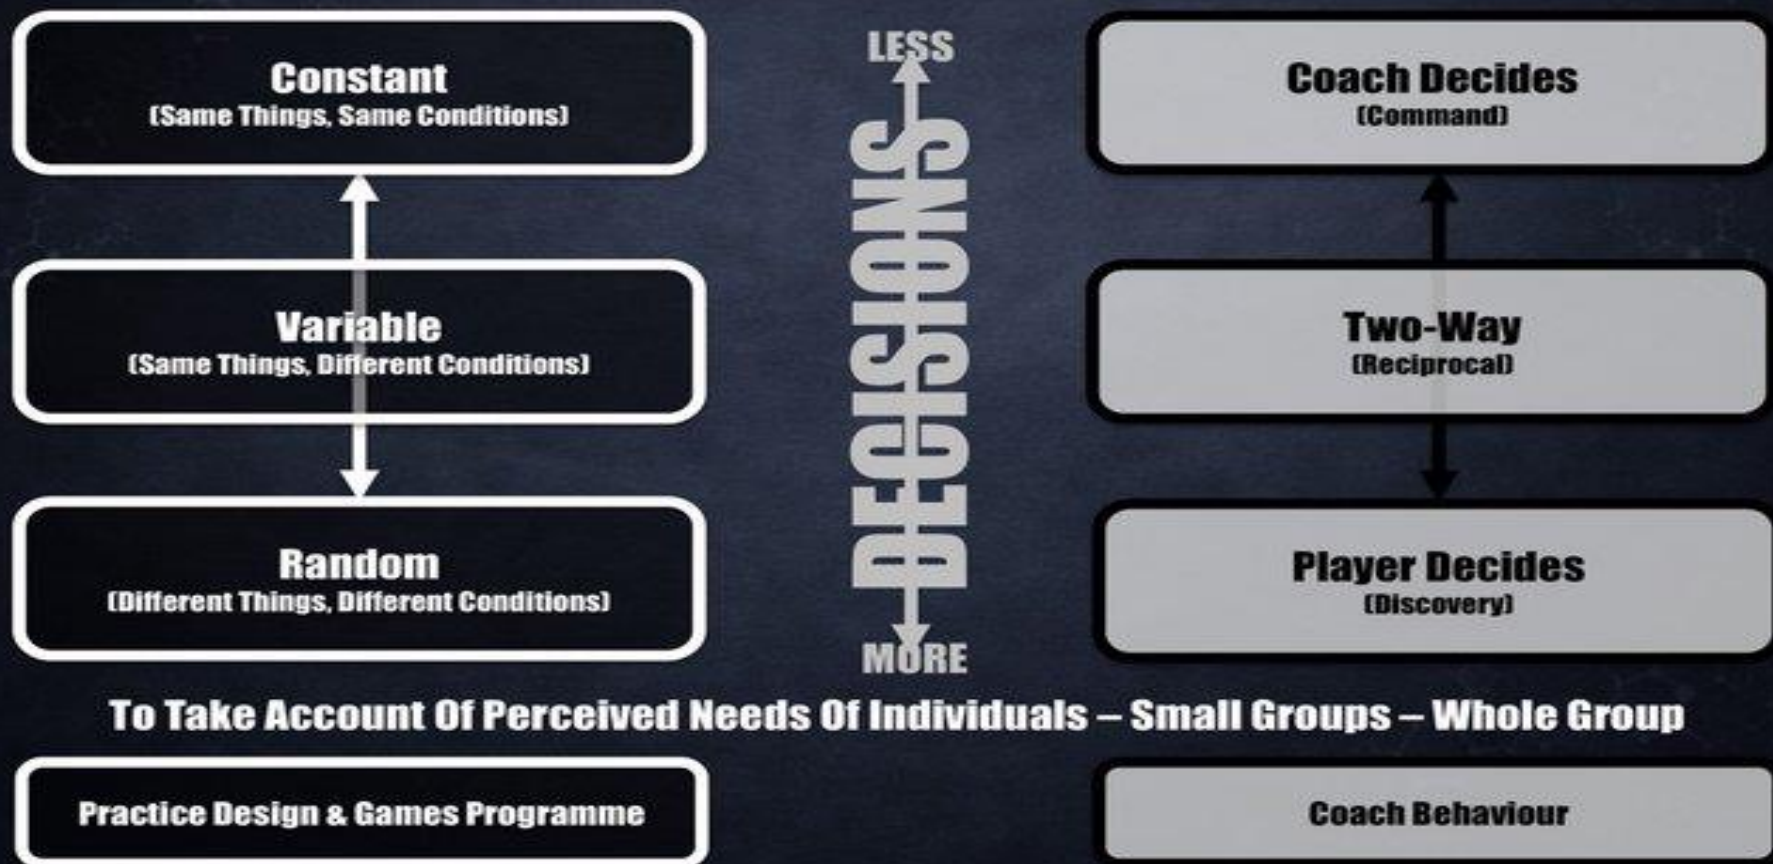 Constant
(Same Things, Same Conditions)
Variable
(Same Things, Different Conditions)
Random
(Different Things, Different Conditions)
LESS
DECISIONS
MORE
Coach Decides
(Command)
Two-Way
(Reciprocal)
Player Decides
(Discovery)
To Take Account Of Perceived Needs Of Individuals – Small Groups – Whole Group
Practice Design & Games Programme
Coach Behaviour